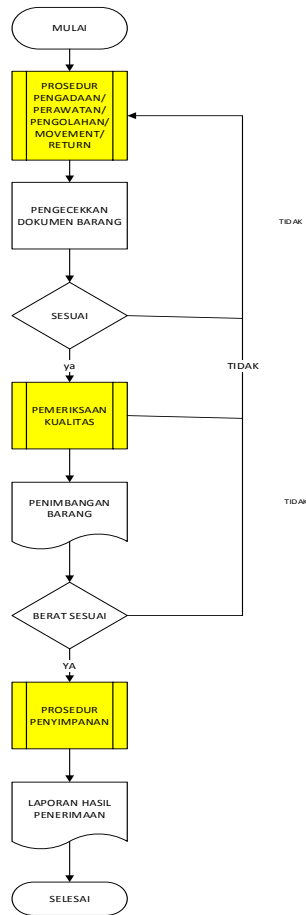 MULAI
PROSEDUR
PENGADAAN/
PERAWATAN/
PENGOLAHAN/
MOVEMENT/
RETURN
PENGECEKKAN
DOKUMEN BARANG
TIDAK
SESUAI
ya
TIDAK
PEMERIKSAAN
KUALITAS
PENIMBANGAN
BARANG
TIDAK
BERAT SESUAI
YA
PROSEDUR
PENYIMPANAN
LAPORAN HASIL
PENERIMAAN
SELESAI